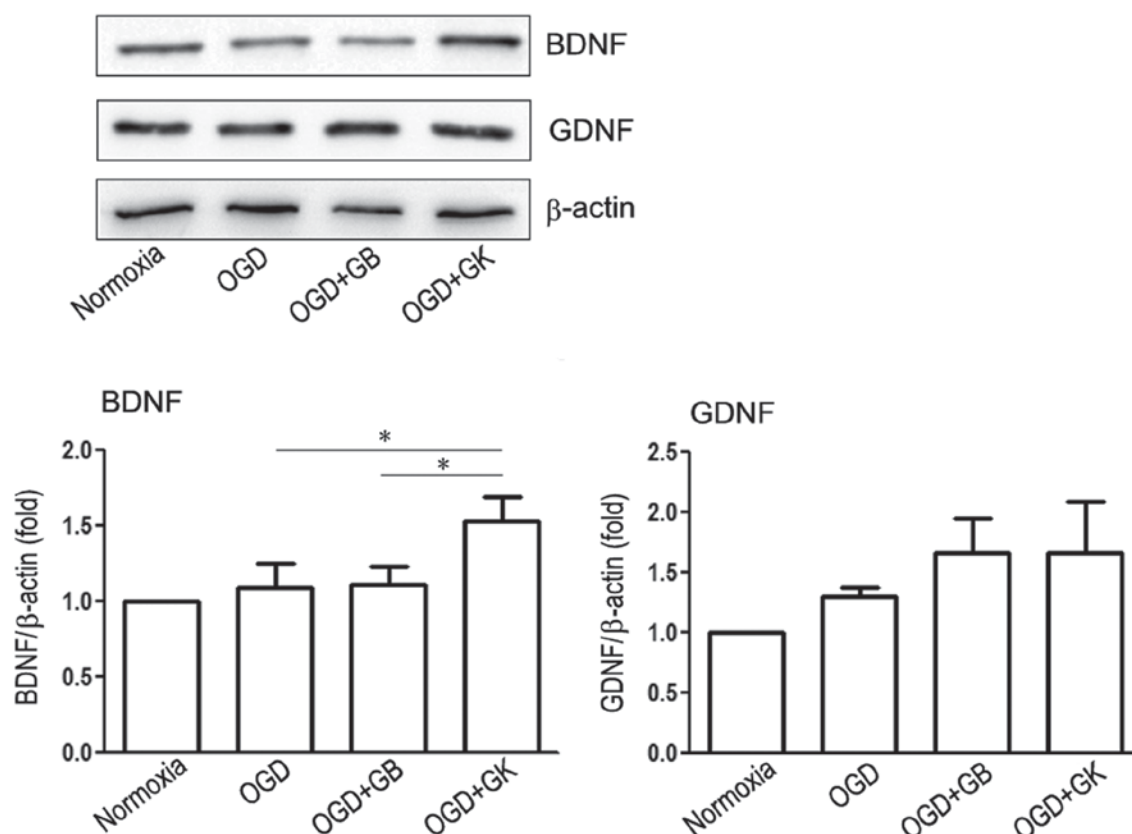 BDNF
GDNF
β-actin
Normoxia
OGD
OGD+GB
OGD+GK
BDNF
BDNF/β-actin (fold)
2.0
1.5
1.0
0.5
0.0
*
*
Normoxia
OGD
OGD+GB
OGD+GK
GDNF
GDNF/β-actin (fold)
2.5
2.0
1.5
1.0
0.5
0.0
Normoxia
OGD
OGD+GB
OGD+GK